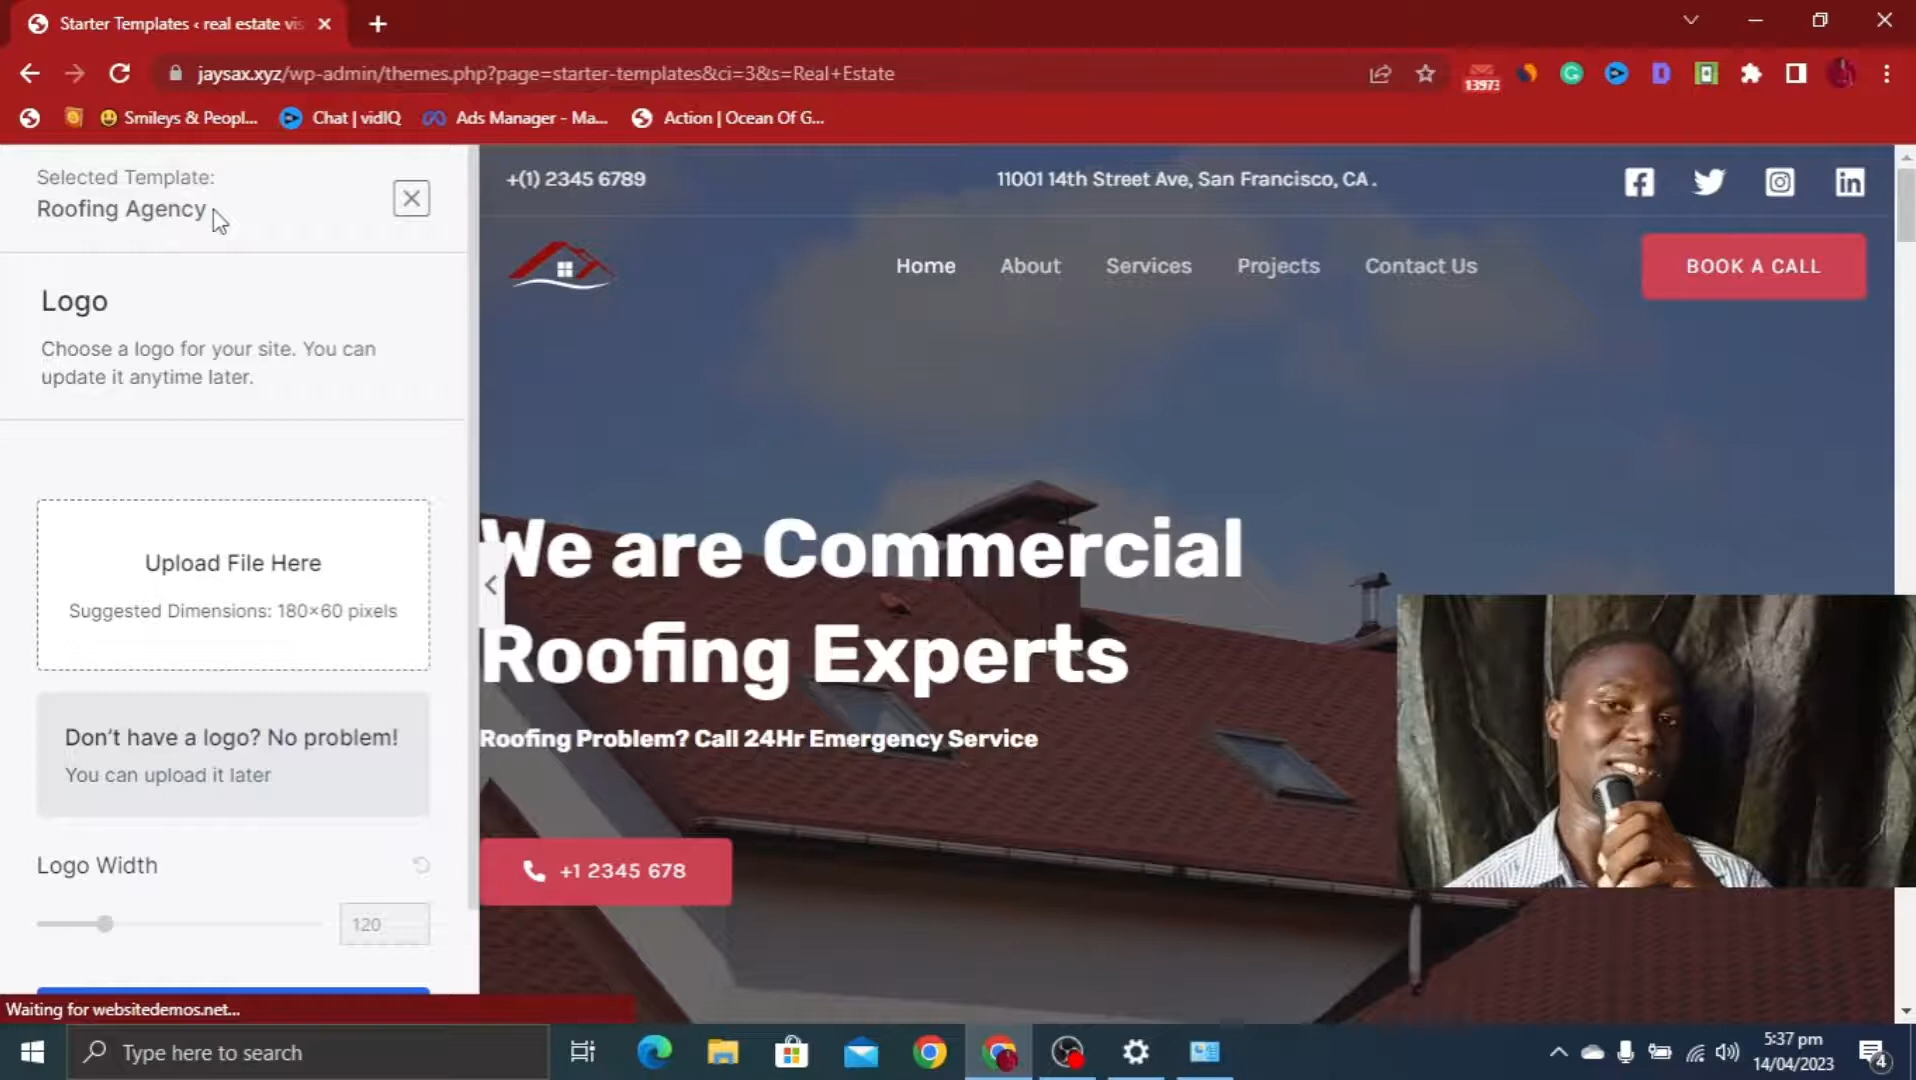 Starter Templates ‹ real estate vis
jaysax.xyz/wp-admin/themes.php?page=starter-templates&ci=3&s=Real+Estate
13973
Smileys & Peopl...
Chat | vidIQ
Ads Manager - Ma...
Action | Ocean Of G...
Selected Template:
Roofing Agency
Logo
Choose a logo for your site. You can
update it anytime later.
Upload File Here
Suggested Dimensions: 180×60 pixels
Don't have a logo? No problem!
You can upload it later
Logo Width
120
+(1) 2345 6789
11001 14th Street Ave, San Francisco, CA .
Home
About
Services
Projects
Contact Us
BOOK A CALL
We are Commercial
Roofing Experts
Roofing Problem? Call 24Hr Emergency Service
+1 2345 678
Waiting for websitedemos.net...
Type here to search
5:37 pm
14/04/2023
4